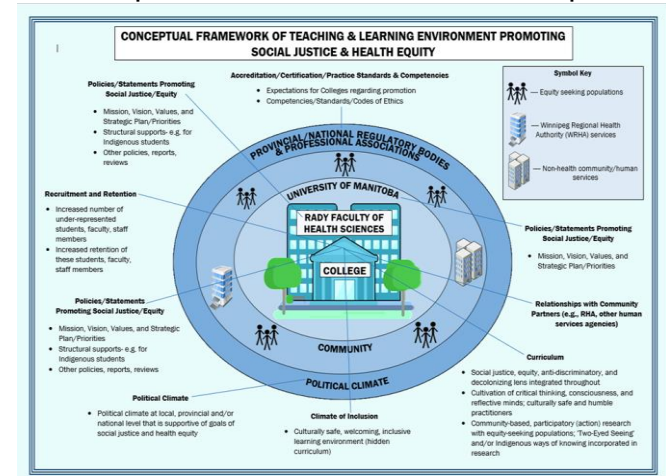 CONCEPTUAL FRAMEWORK OF TEACHING & LEARNING ENVIRONMENT PROMOTING
SOCIAL JUSTICE & HEALTH EQUITY
Accreditation/Certification/Practice Standards & Competencies
• Expectations for Colleges regarding promotion
• Competencies/Standards/Codes of Ethics
Symbol Key
— Equity seeking populations
— Winnipeg Regional Health
Authority (WRHA) services
— Non-health community/human
services
Policies/Statements Promoting
Social Justice/Equity
• Mission, Vision, Values, and
Strategic Plan/Priorities
• Structural supports- e.g. for
Indigenous students
• Other policies, reports,
reviews
PROVINCIAL/NATIONAL REGULATORY BODIES
& PROFESSIONAL ASSOCIATIONS
UNIVERSITY OF MANITOBA
RADY FACULTY OF
HEALTH SCIENCES
COLLEGE
COMMUNITY
POLITICAL CLIMATE
Recruitment and Retention
• Increased number of
under-represented
students, faculty, staff
members
• Increased retention of
these students, faculty,
staff members
Policies/Statements Promoting
Social Justice/Equity
• Mission, Vision, Values, and
Strategic Plan/Priorities
Policies/Statements
Promoting Social Justice/Equity
• Mission, Vision, Values, and Strategic
Plan/Priorities
• Structural supports- e.g. for
Indigenous students
• Other policies, reports, reviews
Relationships with Community
Partners (e.g., RHA, other human
services agencies)
Political Climate
• Political climate at local, provincial and/or
national level that is supportive of goals of
social justice and health equity
Climate of Inclusion
• Culturally safe, welcoming, inclusive
learning environment (hidden
curriculum)
Curriculum
• Social justice, equity, anti-discriminatory, and
decolonizing lens integrated throughout
• Cultivation of critical thinking, consciousness, and
reflective minds; culturally safe and humble
practitioners
• Community-based, participatory (action) research
with equity-seeking populations; 'Two-Eyed Seeing'
and/or Indigenous ways of knowing incorporated in
research